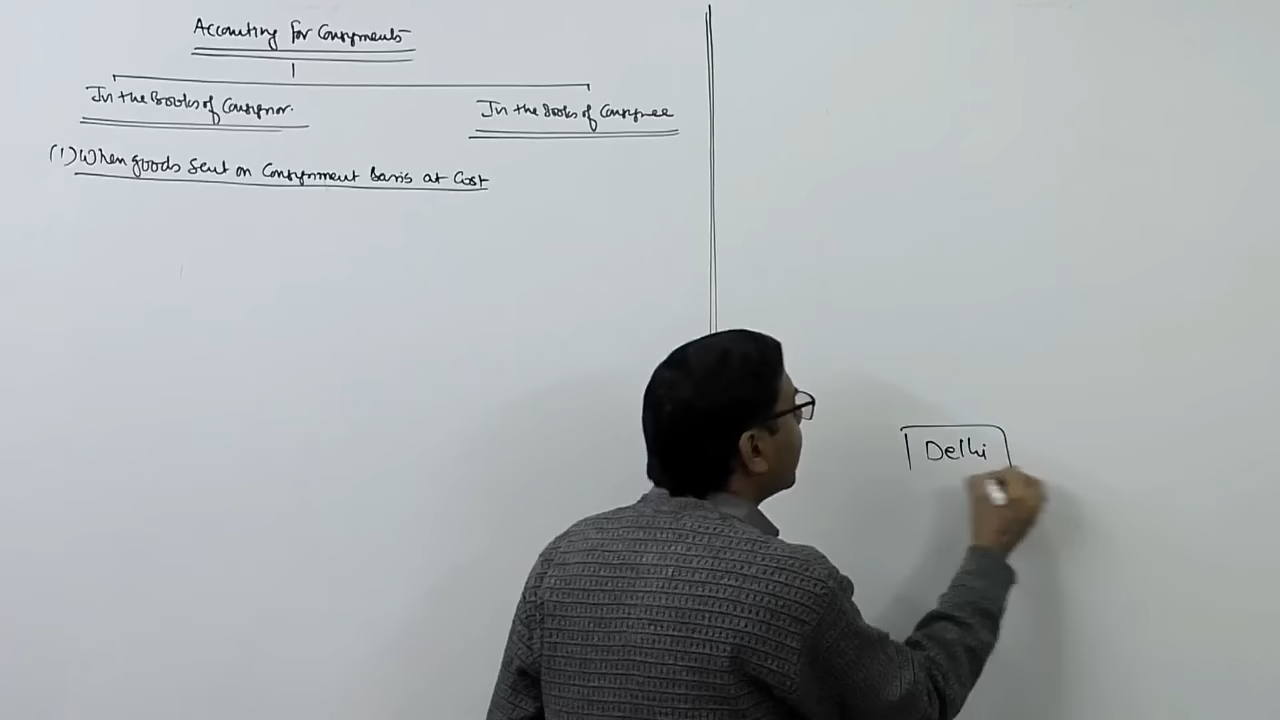 Accounting for Consignments
In the Books of Consignor.
In the Books of Consignee
(1) When goods sent on Consignment Basis at Cost
Delhi